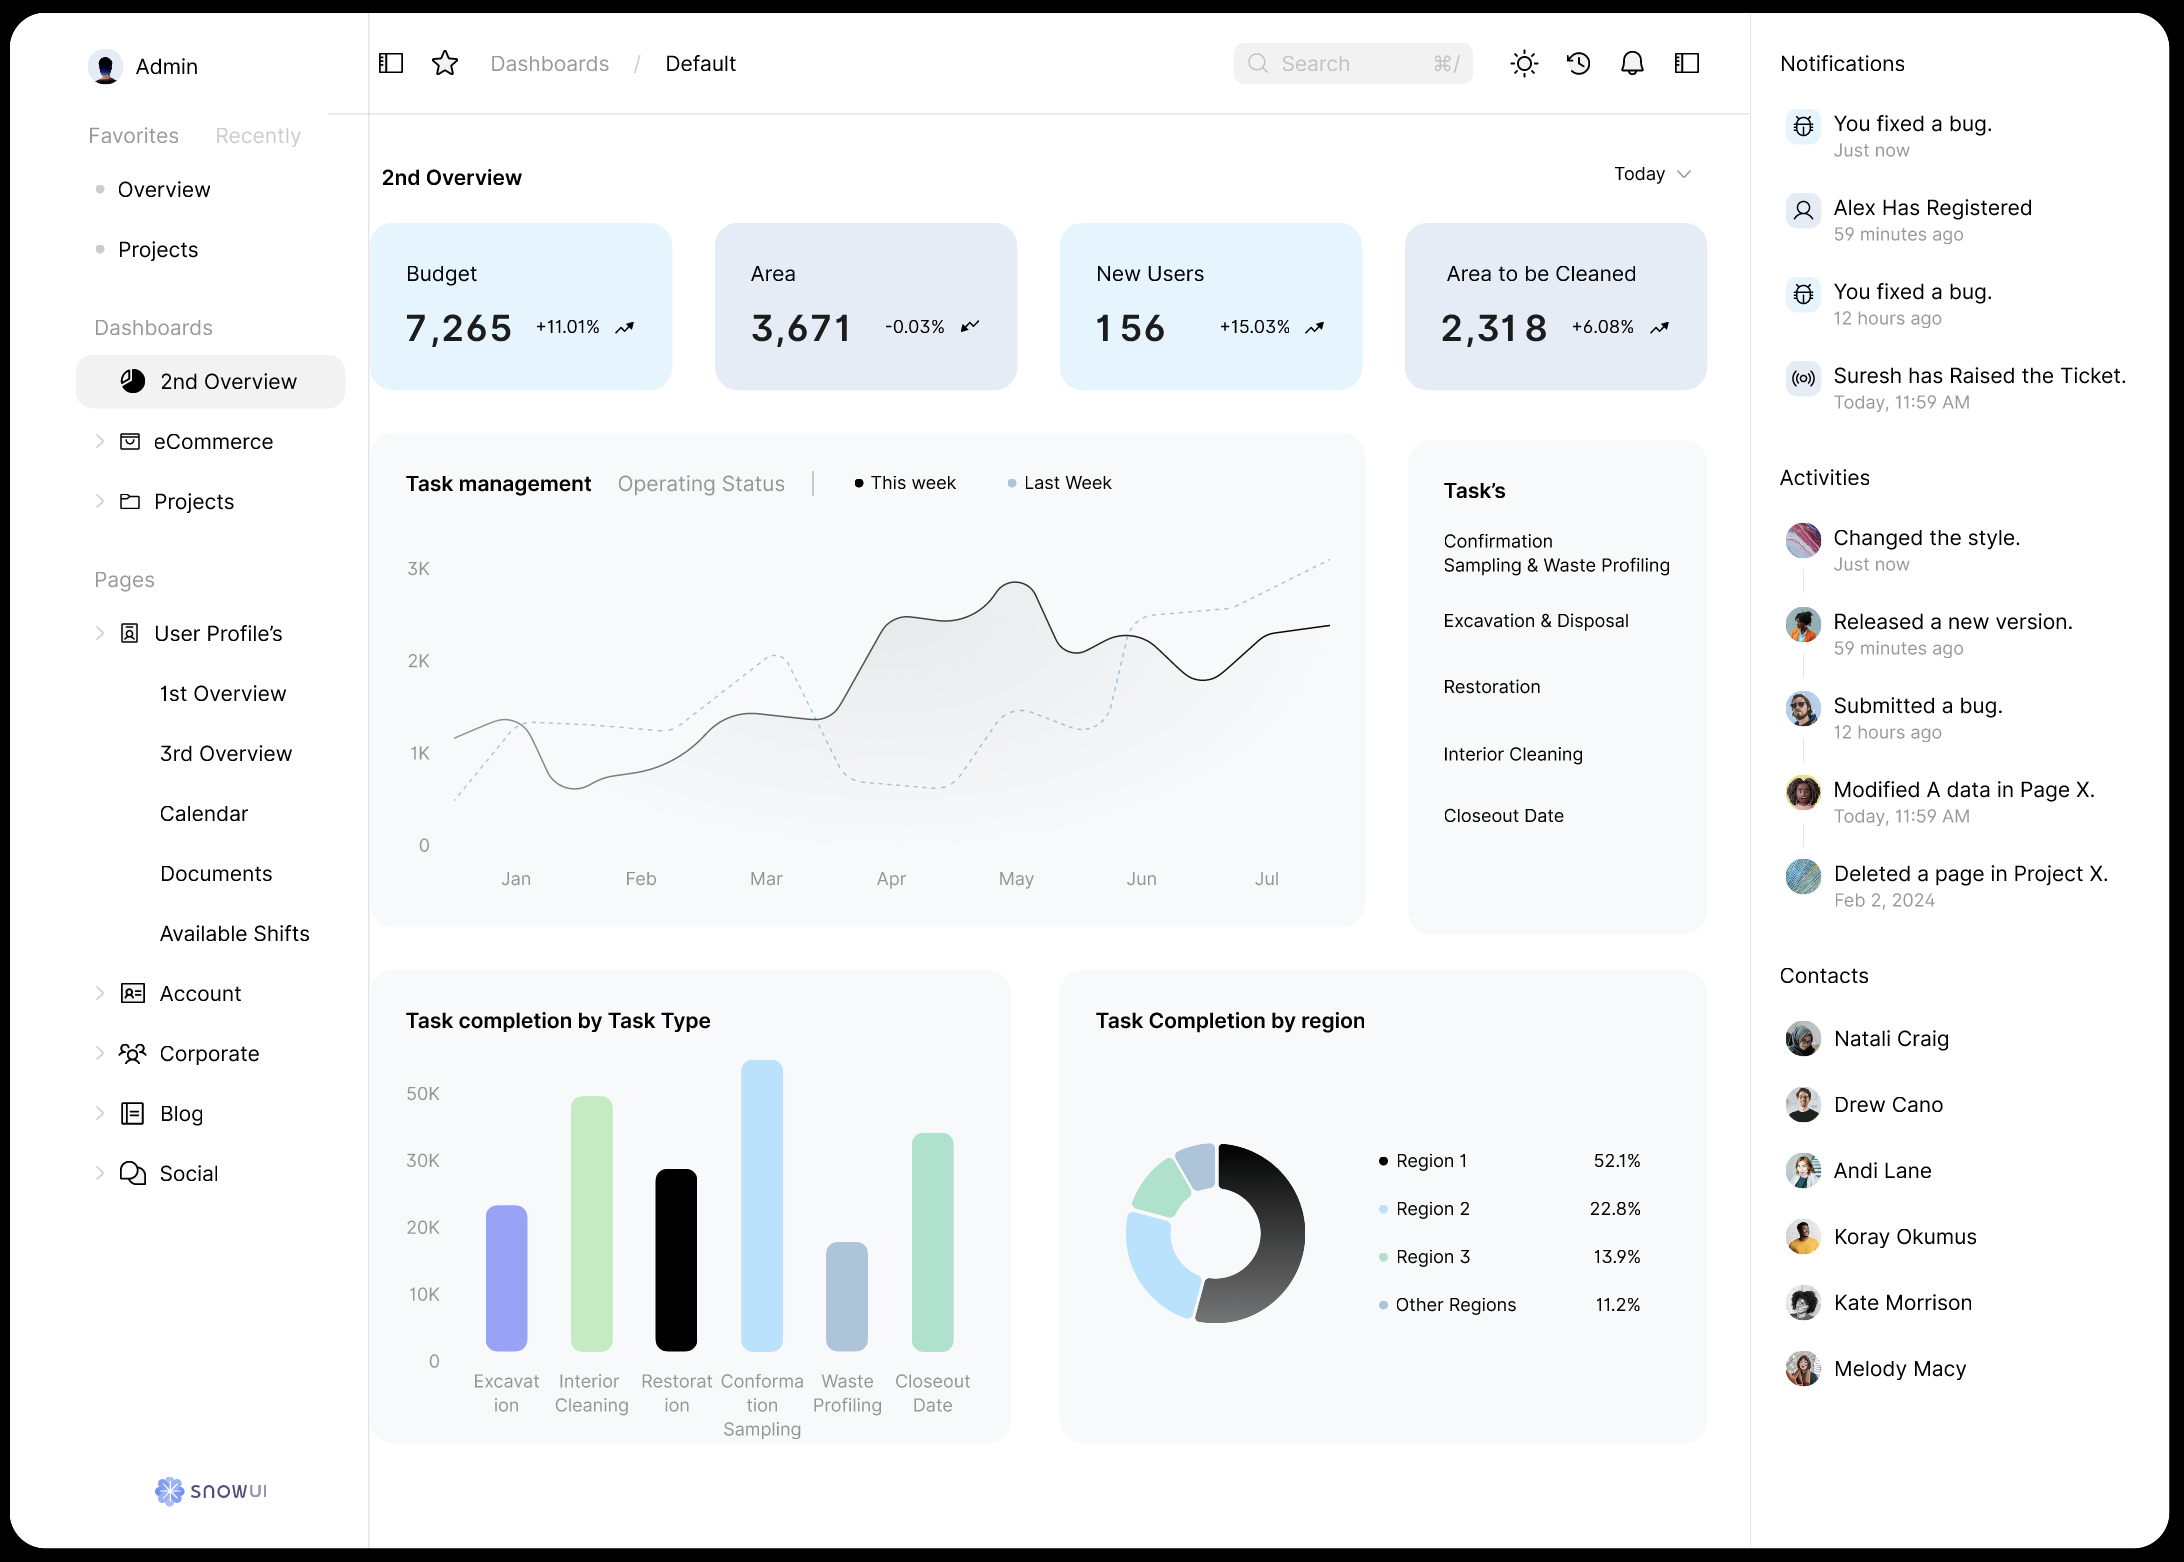 Admin
Favorites Recently
Overview
Projects
Dashboards
2nd Overview
eCommerce
Projects
Pages
User Profile’s
1st Overview
3rd Overview
Calendar
Documents
Available Shifts
Account
Corporate
Blog
Social
SNOWUI
Dashboards / Default
Search ⌘/
2nd Overview
Today
Budget
7,265 +11.01%
Area
3,671 -0.03%
New Users
156 +15.03%
Area to be Cleaned
2,318 +6.08%
Task management Operating Status | This week Last Week
3K
2K
1K
0
Jan Feb Mar Apr May Jun Jul
Task’s
Confirmation
Sampling & Waste Profiling
Excavation & Disposal
Restoration
Interior Cleaning
Closeout Date
Task completion by Task Type
50K
30K
20K
10K
0
Excavat
ion
Interior
Cleaning
Restorat
ion
Conforma
tion
Sampling
Waste
Profiling
Closeout
Date
Task Completion by region
Region 1 52.1%
Region 2 22.8%
Region 3 13.9%
Other Regions 11.2%
Notifications
You fixed a bug.
Just now
Alex Has Registered
59 minutes ago
You fixed a bug.
12 hours ago
Suresh has Raised the Ticket.
Today, 11:59 AM
Activities
Changed the style.
Just now
Released a new version.
59 minutes ago
Submitted a bug.
12 hours ago
Modified A data in Page X.
Today, 11:59 AM
Deleted a page in Project X.
Feb 2, 2024
Contacts
Natali Craig
Drew Cano
Andi Lane
Koray Okumus
Kate Morrison
Melody Macy